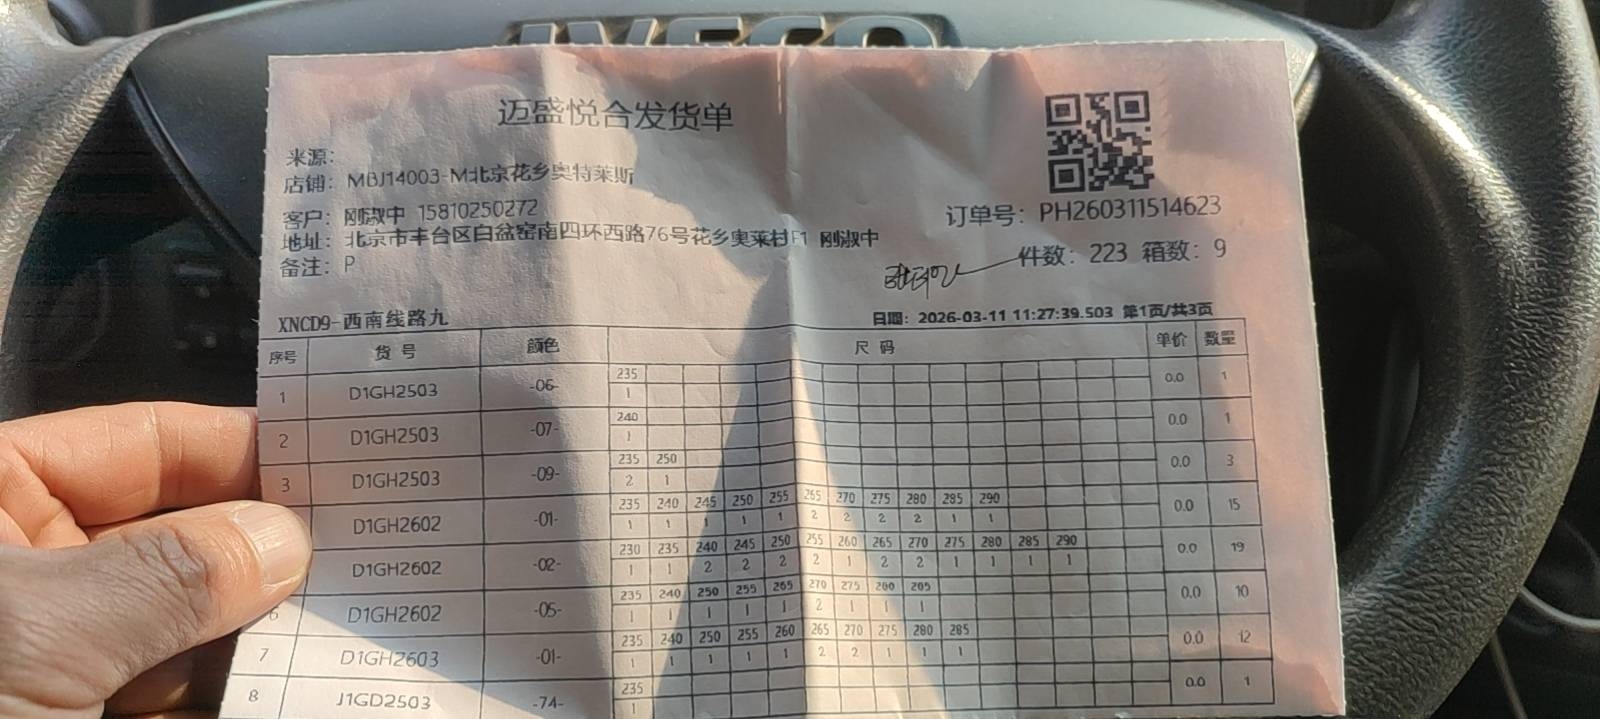 IVECO
迈盛悦合发货单
来源：
店铺：MBJ14003-M北京花乡奥特莱斯
客户：刚淑中 15810250272
订单号：PH260311514623
地址：北京市丰台区白盆窑南四环西路76号花乡奥莱村F1 刚淑中
备注：P
件数：223 箱数：9
XNCD9-西南线路九
日期：2026-03-11 11:27:39.503 第1页/共3页
序号 货号 颜色 尺码 单价 数量
235
1 D1GH2503 -06- 0.0 1
1
240
2 D1GH2503 -07- 0.0 1
1
235 250
3 D1GH2503 -09- 0.0 3
2 1
235 240 245 250 255 265 270 275 280 285 290
D1GH2602 -01- 0.0 15
1 1 1 1 1 2 2 2 2 1 1
230 235 240 245 250 255 260 265 270 275 280 285 290
D1GH2602 -02- 0.0 19
1 1 2 2 2 2 1 2 2 1 1 1 1
235 240 250 255 265 270 275 280 285
6 D1GH2602 -05- 0.0 10
1 1 1 1 1 2 1 1 1
235 240 250 255 260 265 270 275 280 285
7 D1GH2603 -01- 0.0 12
1 1 1 1 1 2 2 1 1 1
235
8 J1GD2503 -74- 0.0 1
1